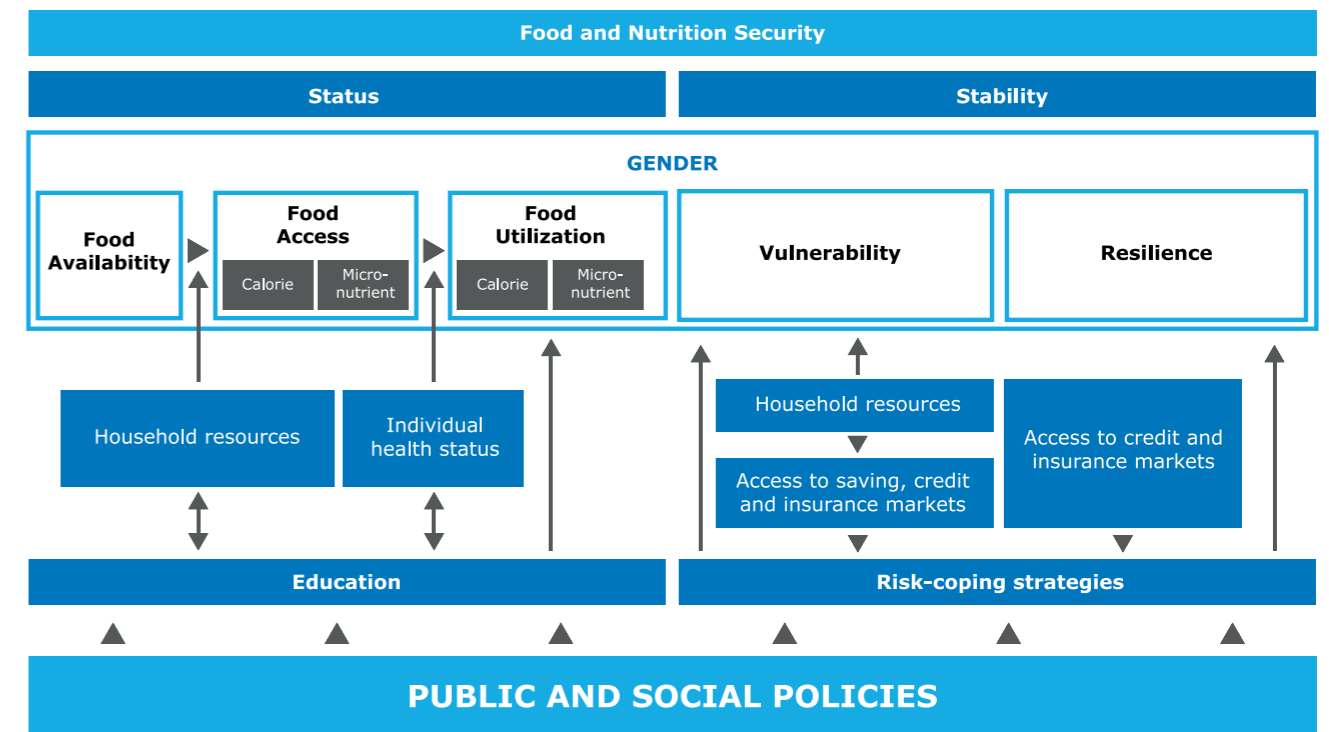 Food and Nutrition Security
Status
Stability
GENDER
Food
Availabitity
Food
Access
Calorie
Micro-
nutrient
Food
Utilization
Calorie
Micro-
nutrient
Vulnerability
Resilience
Household resources
Individual
health status
Household resources
Access to saving, credit
and insurance markets
Access to credit and
insurance markets
Education
Risk-coping strategies
PUBLIC AND SOCIAL POLICIES